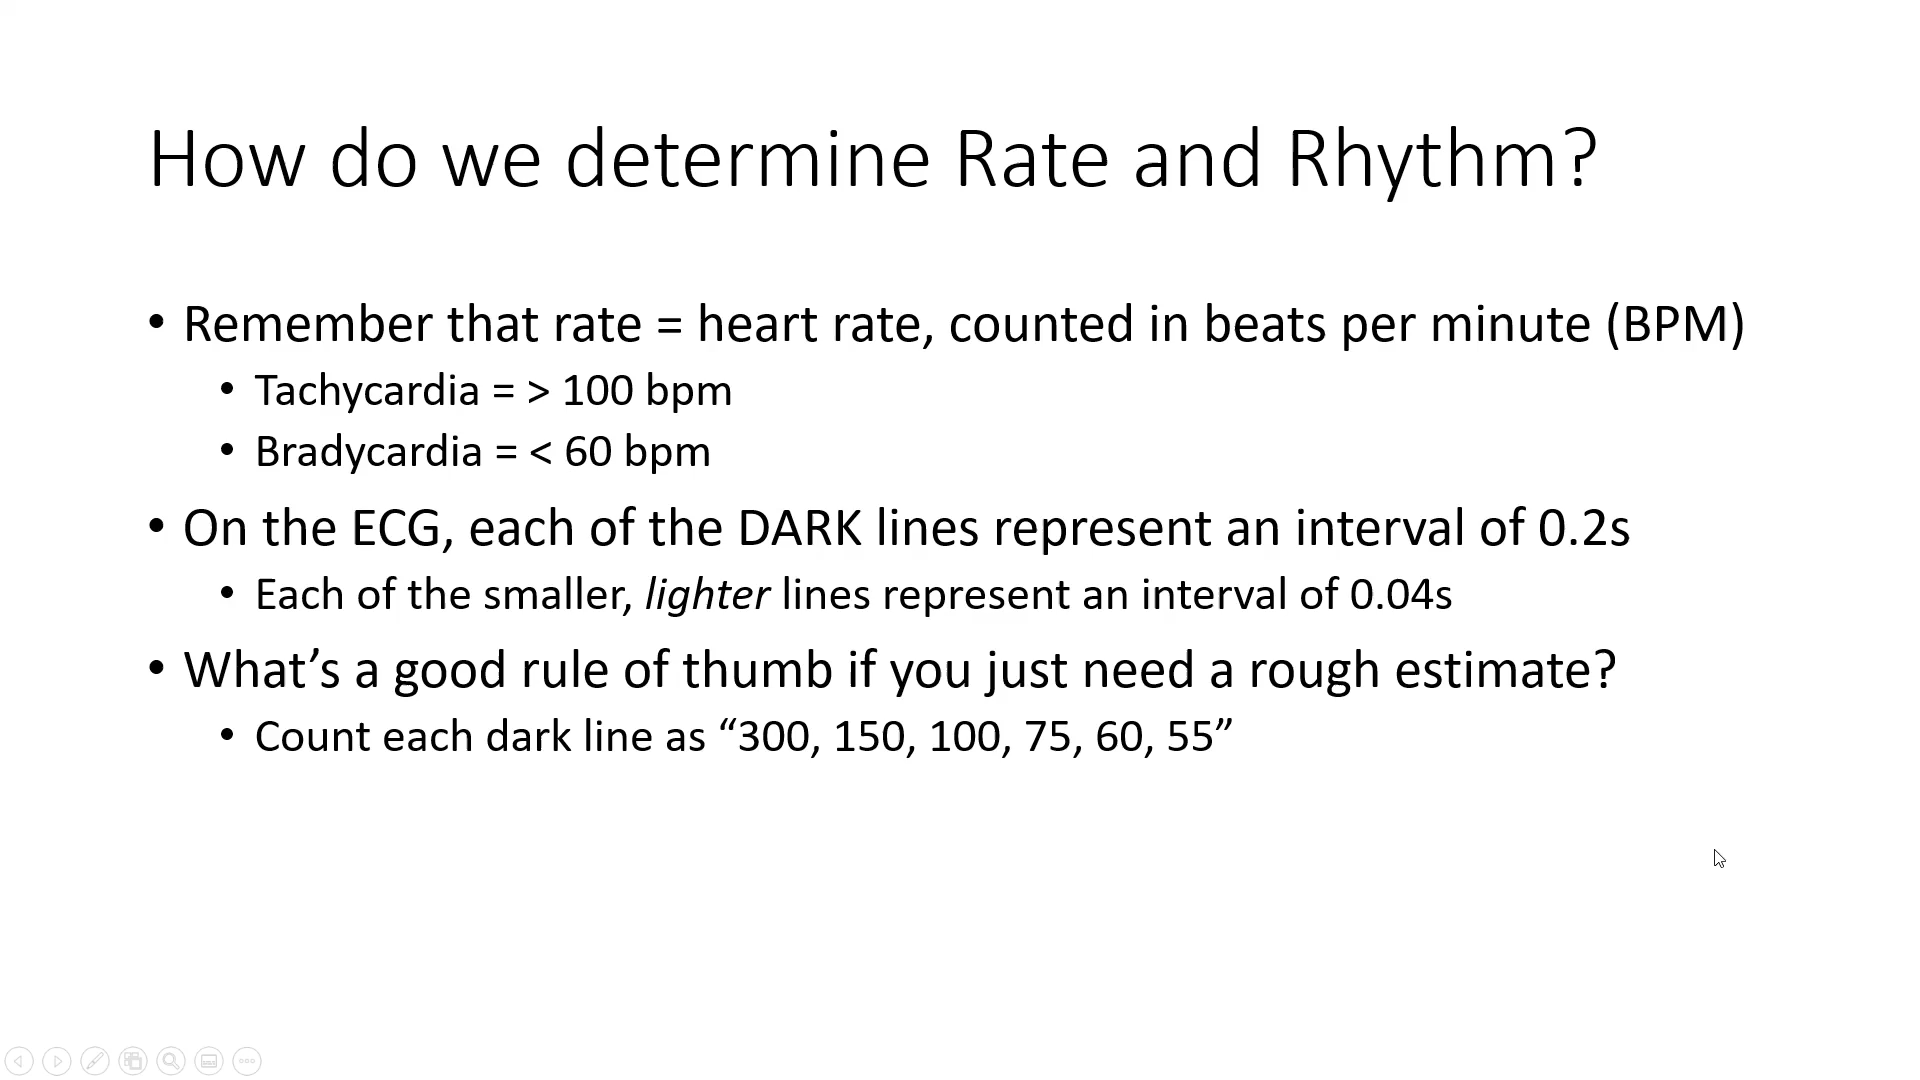 How do we determine Rate and Rhythm?
• Remember that rate = heart rate, counted in beats per minute (BPM)
• Tachycardia = > 100 bpm
• Bradycardia = < 60 bpm
• On the ECG, each of the DARK lines represent an interval of 0.2s
• Each of the smaller, lighter lines represent an interval of 0.04s
• What’s a good rule of thumb if you just need a rough estimate?
• Count each dark line as “300, 150, 100, 75, 60, 55”